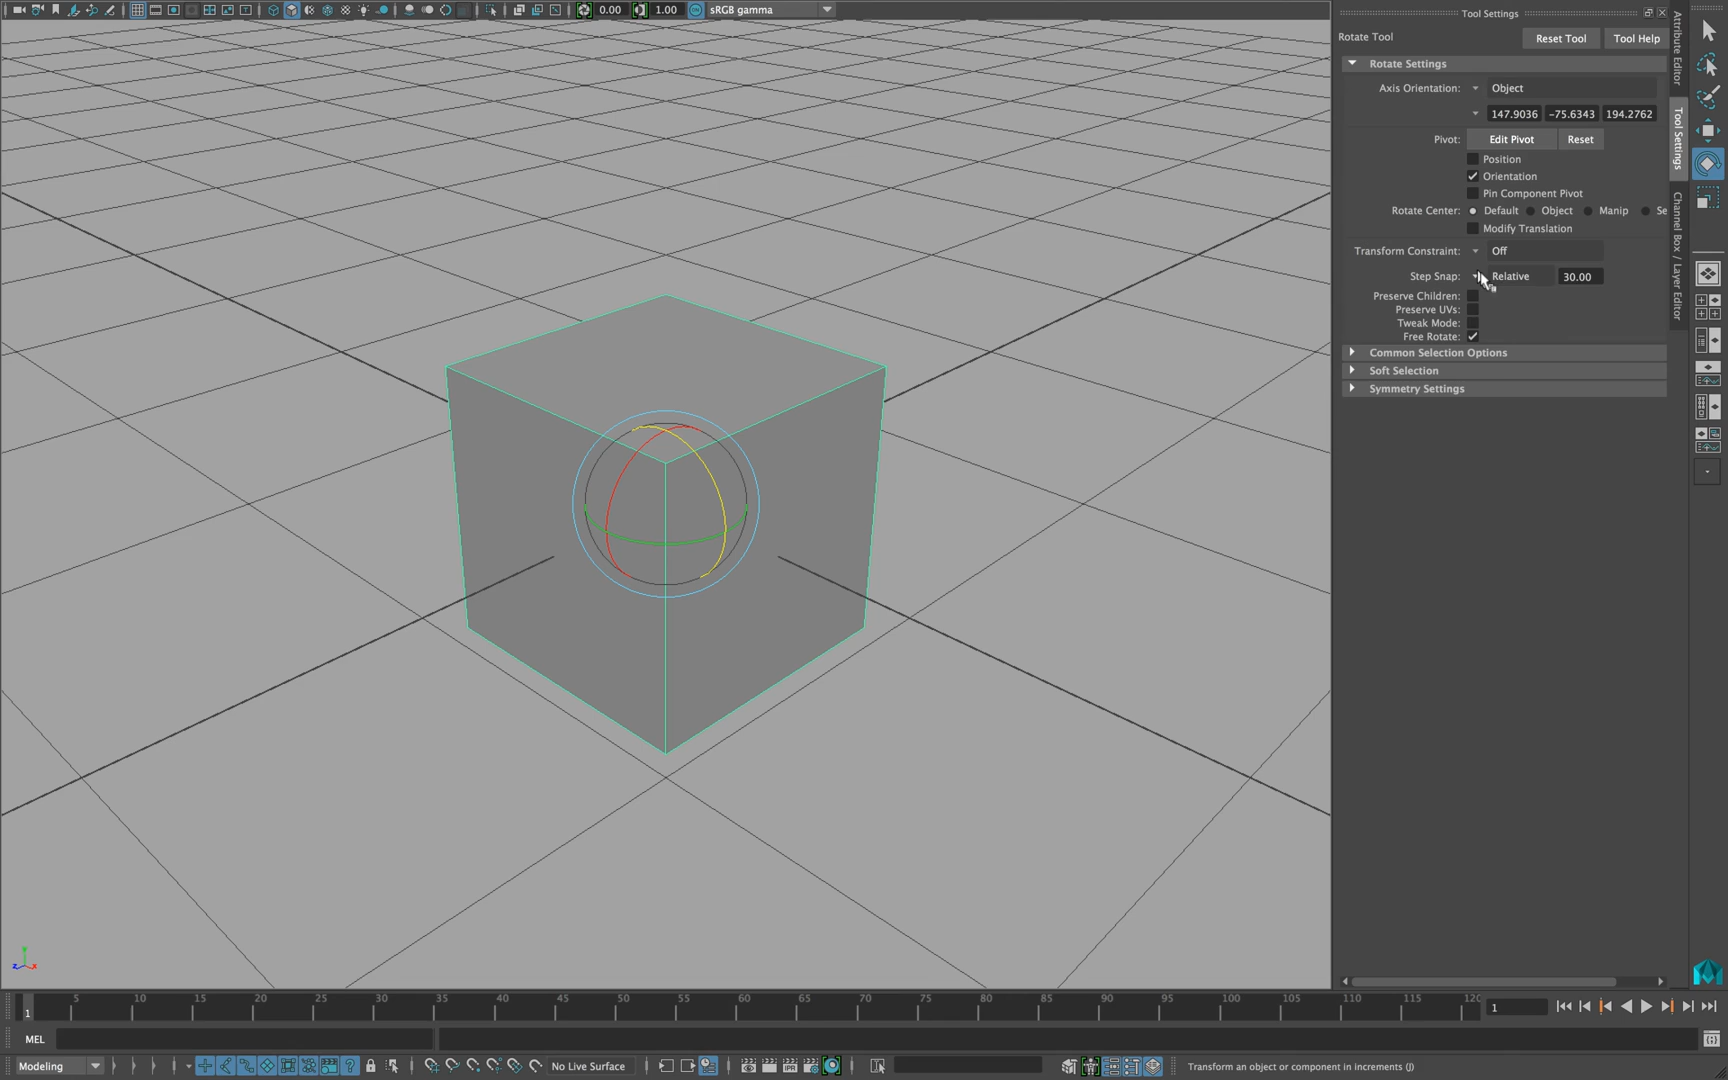 0.00 1.00 sRGB gamma
Tool Settings
Rotate Tool Reset Tool Tool Help
Rotate Settings
Axis Orientation: Object
147.9036 -75.6343 194.2762
Pivot: Edit Pivot Reset
Position
Orientation
Pin Component Pivot
Rotate Center: Default Object Manip Se
Modify Translation
Transform Constraint: Off
Step Snap: Relative 30.00
Preserve Children:
Preserve UVs:
Tweak Mode:
Free Rotate:
Common Selection Options
Soft Selection
Symmetry Settings
Attribute Editor
Tool Settings
Channel Box / Layer Editor
y
z x
1 5 10 15 20 25 30 35 40 45 50 55 60 65 70 75 80 85 90 95 100 105 110 115 120
1
MEL
Modeling No Live Surface Transform an object or component in increments (J)